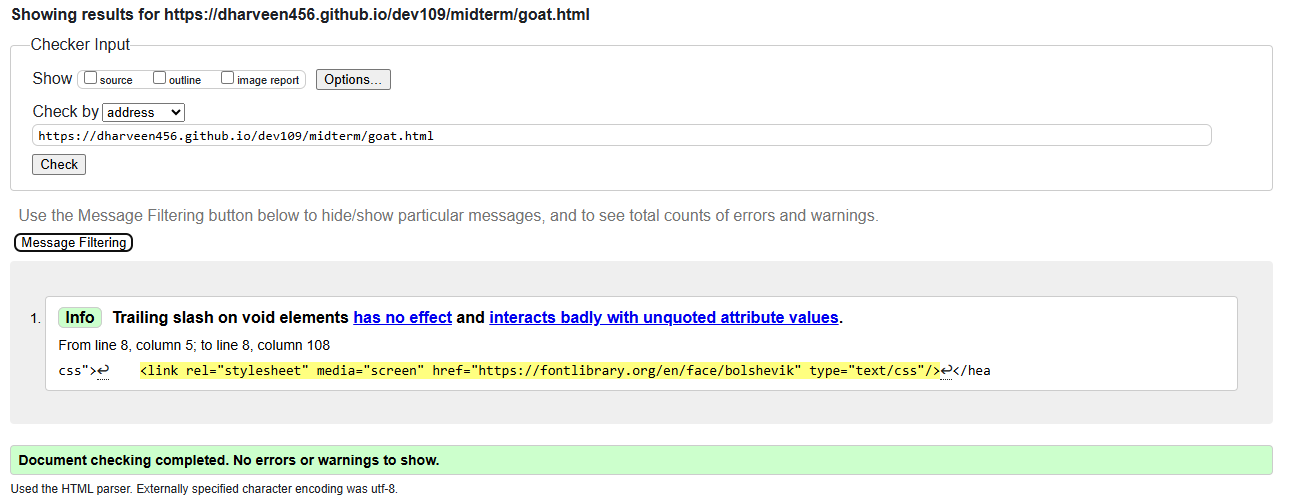 Showing results for https://dharveen456.github.io/dev109/midterm/goat.html
Checker Input
Show source outline image report Options...
Check by address
https://dharveen456.github.io/dev109/midterm/goat.html
Check
Use the Message Filtering button below to hide/show particular messages, and to see total counts of errors and warnings.
Message Filtering
1. Info Trailing slash on void elements has no effect and interacts badly with unquoted attribute values.
From line 8, column 5; to line 8, column 108
css">↩ <link rel="stylesheet" media="screen" href="https://fontlibrary.org/en/face/bolshevik" type="text/css"/>↩</hea
Document checking completed. No errors or warnings to show.
Used the HTML parser. Externally specified character encoding was utf-8.